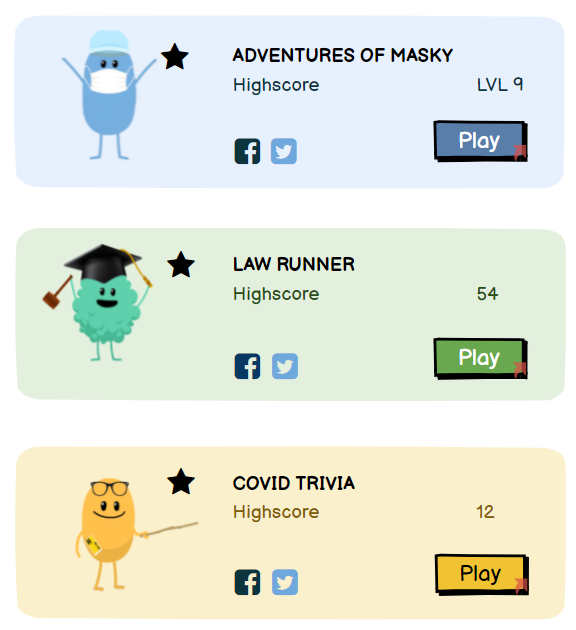 ADVENTURES OF MASKY
Highscore LVL 9
Play
LAW RUNNER
Highscore 54
Play
COVID TRIVIA
Highscore 12
Play